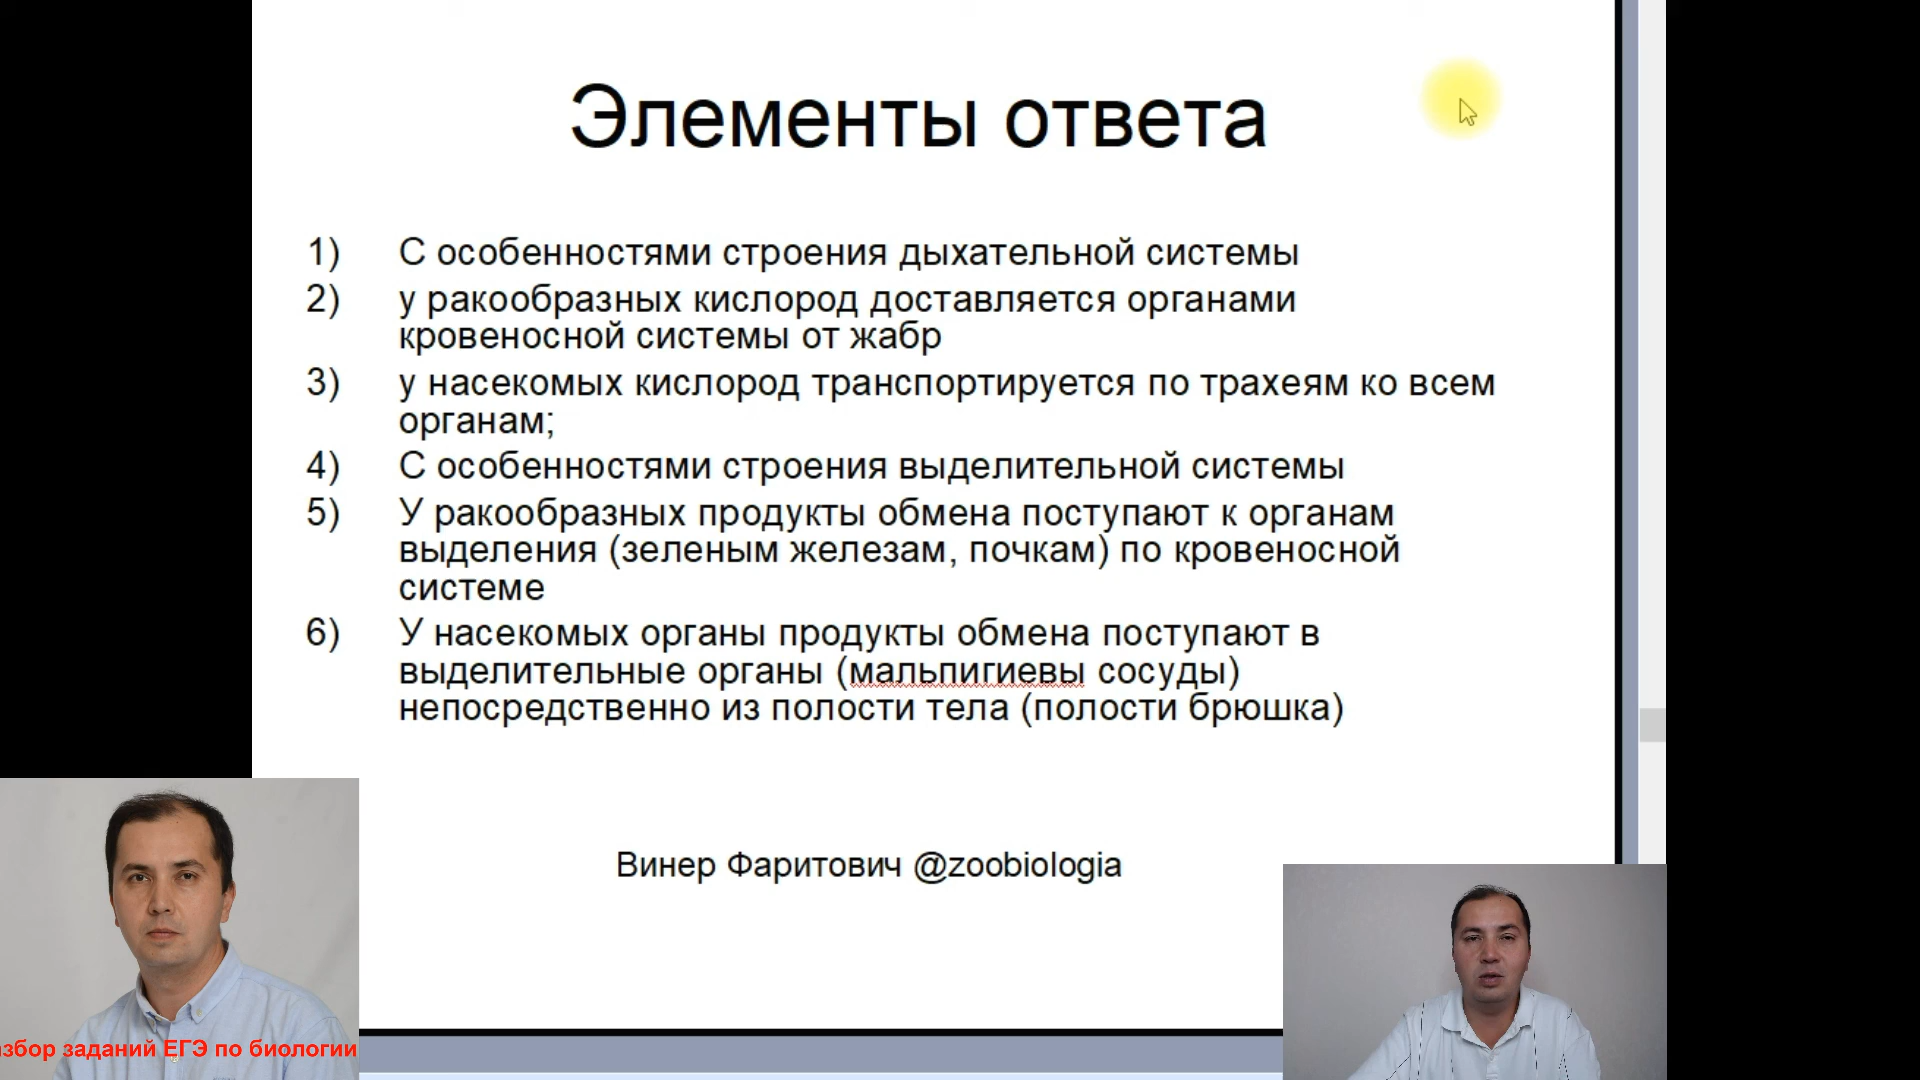 Элементы ответа
1) С особенностями строения дыхательной системы
2) у ракообразных кислород доставляется органами
кровеносной системы от жабр
3) у насекомых кислород транспортируется по трахеям ко всем
органам;
4) С особенностями строения выделительной системы
5) У ракообразных продукты обмена поступают к органам
выделения (зеленым железам, почкам) по кровеносной
системе
6) У насекомых органы продукты обмена поступают в
выделительные органы (мальпигиевы сосуды)
непосредственно из полости тела (полости брюшка)
Винер Фаритович @zoobiologia
азбор заданий ЕГЭ по биологии